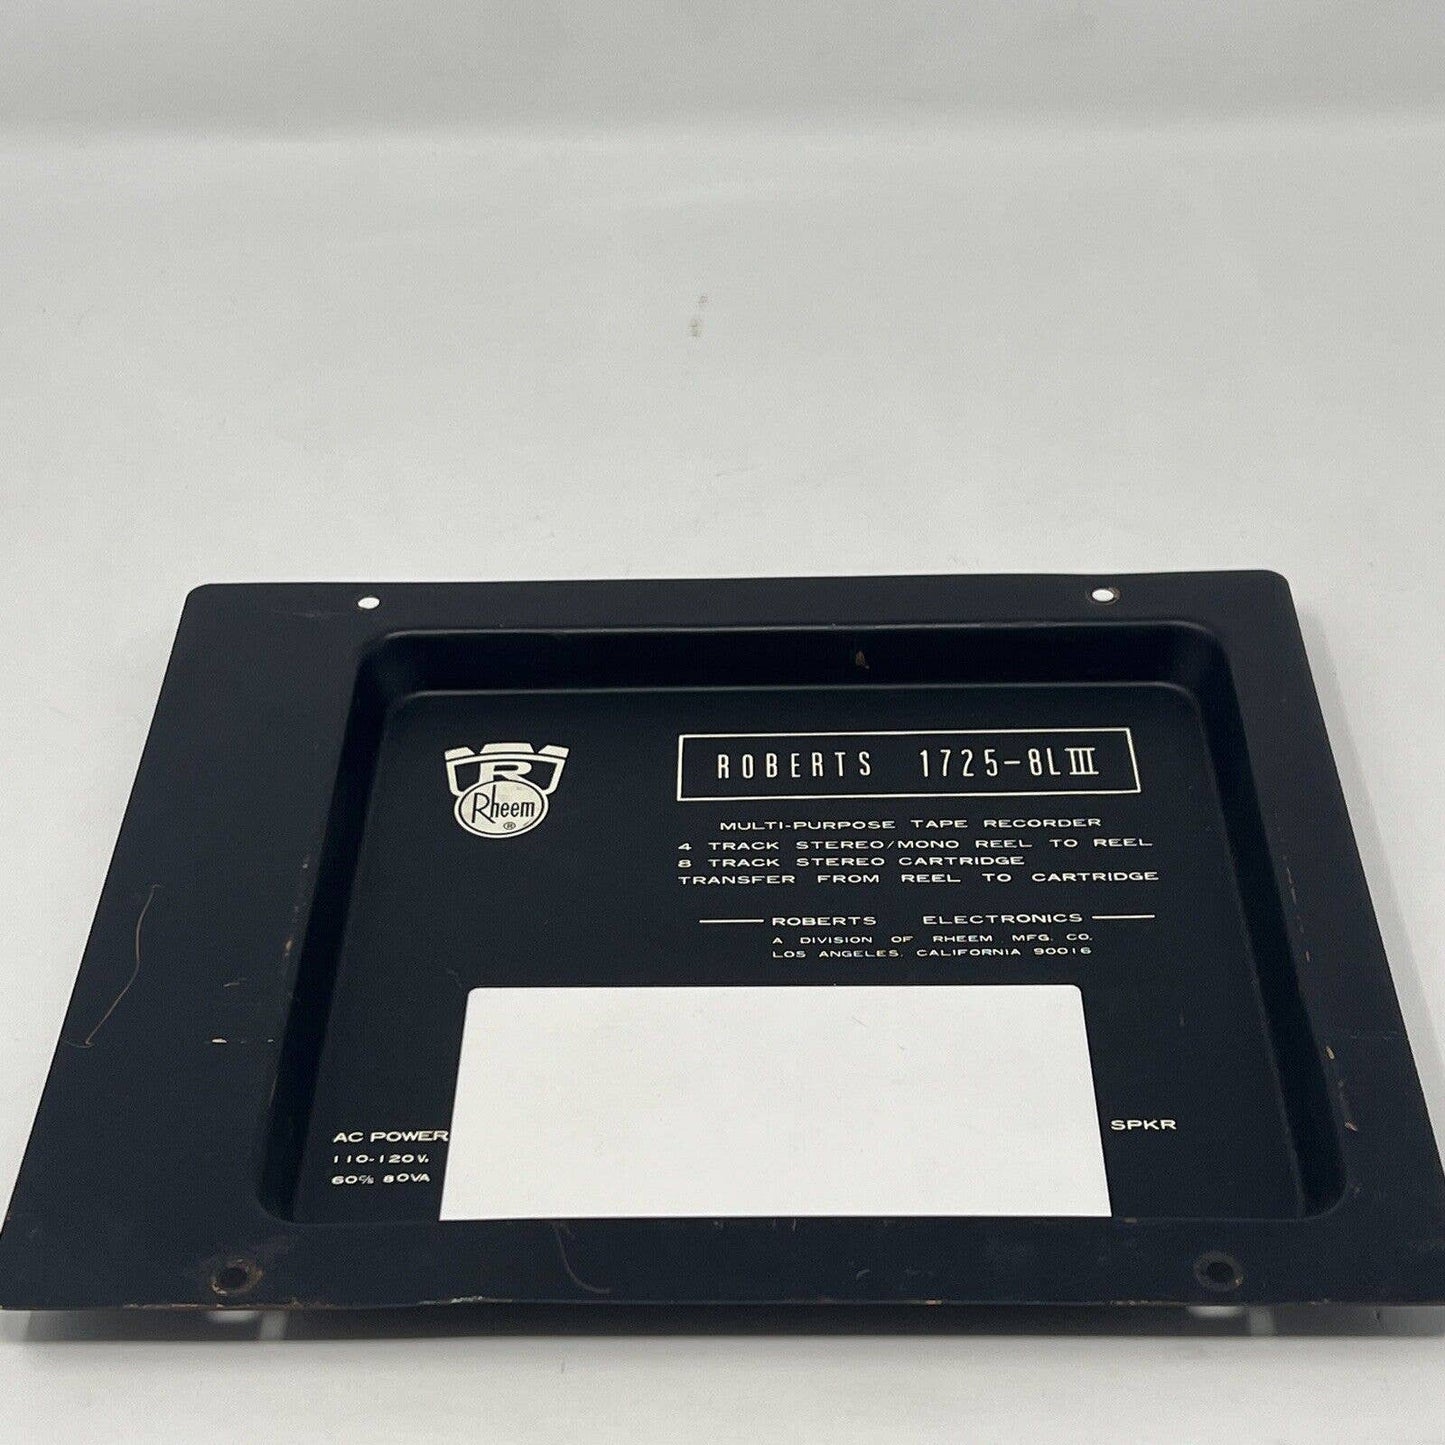 R
Rheem
®
ROBERTS 1725-8L III
MULTI-PURPOSE TAPE RECORDER
4 TRACK STEREO/MONO REEL TO REEL
8 TRACK STEREO CARTRIDGE
TRANSFER FROM REEL TO CARTRIDGE
ROBERTS ELECTRONICS
A DIVISION OF RHEEM MFG. CO.
LOS ANGELES, CALIFORNIA 90016
AC POWER
110-120V.
60c/s 80VA
SPKR